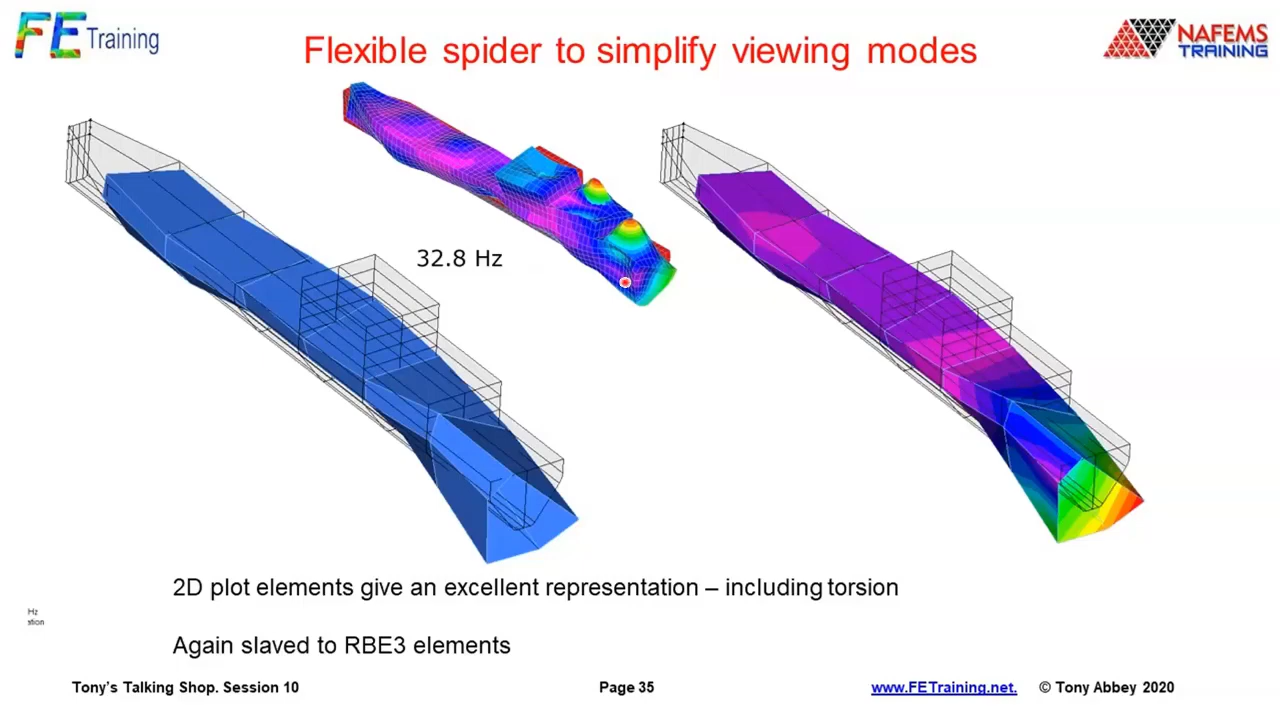 FE Training
Flexible spider to simplify viewing modes
NAFEMS
TRAINING
32.8 Hz
2D plot elements give an excellent representation – including torsion
Hz
stion
Again slaved to RBE3 elements
Tony's Talking Shop. Session 10
Page 35
www.FETraining.net.
© Tony Abbey 2020